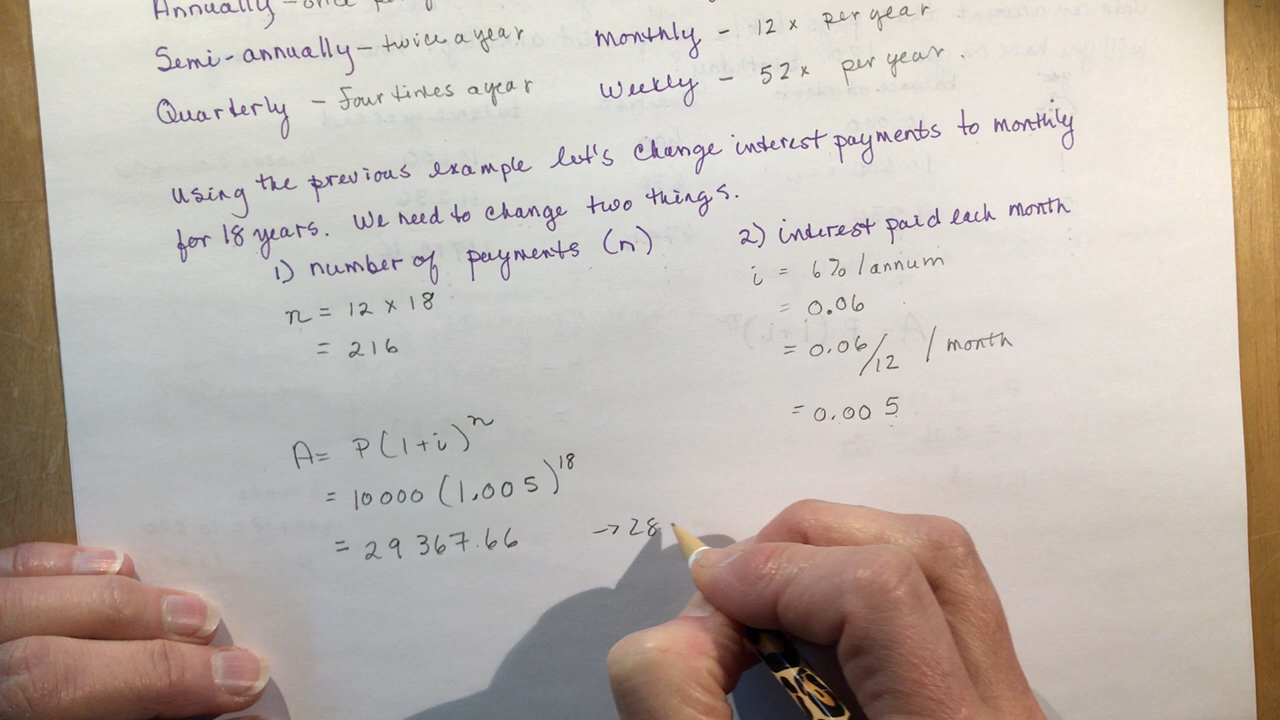 Annually - once
Semi-annually - twice a year    Monthly - 12 x per year
Quarterly - four times a year    Weekly - 52x per year.
Using the previous example let's change interest payments to monthly
for 18 years. We need to change two things.
1) number of payments (n)    2) interest paid each month
n = 12 x 18    i = 6% / annum
= 216    = 0.06
= 0.06/12 / month
= 0.005
A = P(1+i)^n
= 10000 (1.005)^18
= 29 367.66    → 28